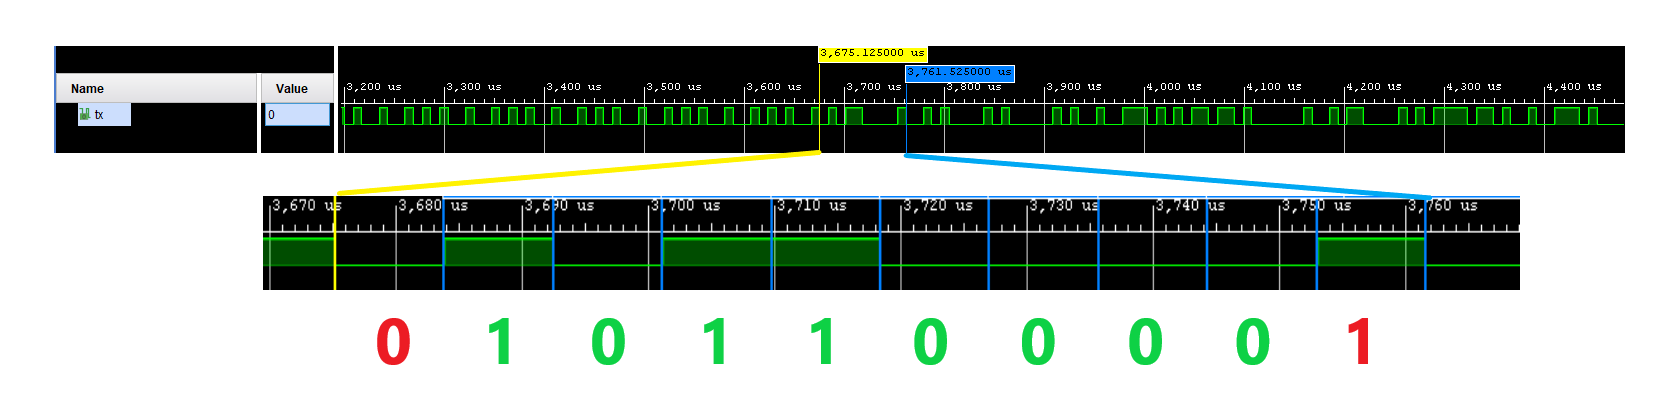 3,675.125000 us
3,761.525000 us
Name Value 3,200 us 3,300 us 3,400 us 3,500 us 3,600 us 3,700 us 3,800 us 3,900 us 4,000 us 4,100 us 4,200 us 4,300 us 4,400 us
tx 0
3,670 us 3,680 us 3,690 us 3,700 us 3,710 us 3,720 us 3,730 us 3,740 us 3,750 us 3,760 us
0 1 0 1 1 0 0 0 0 1